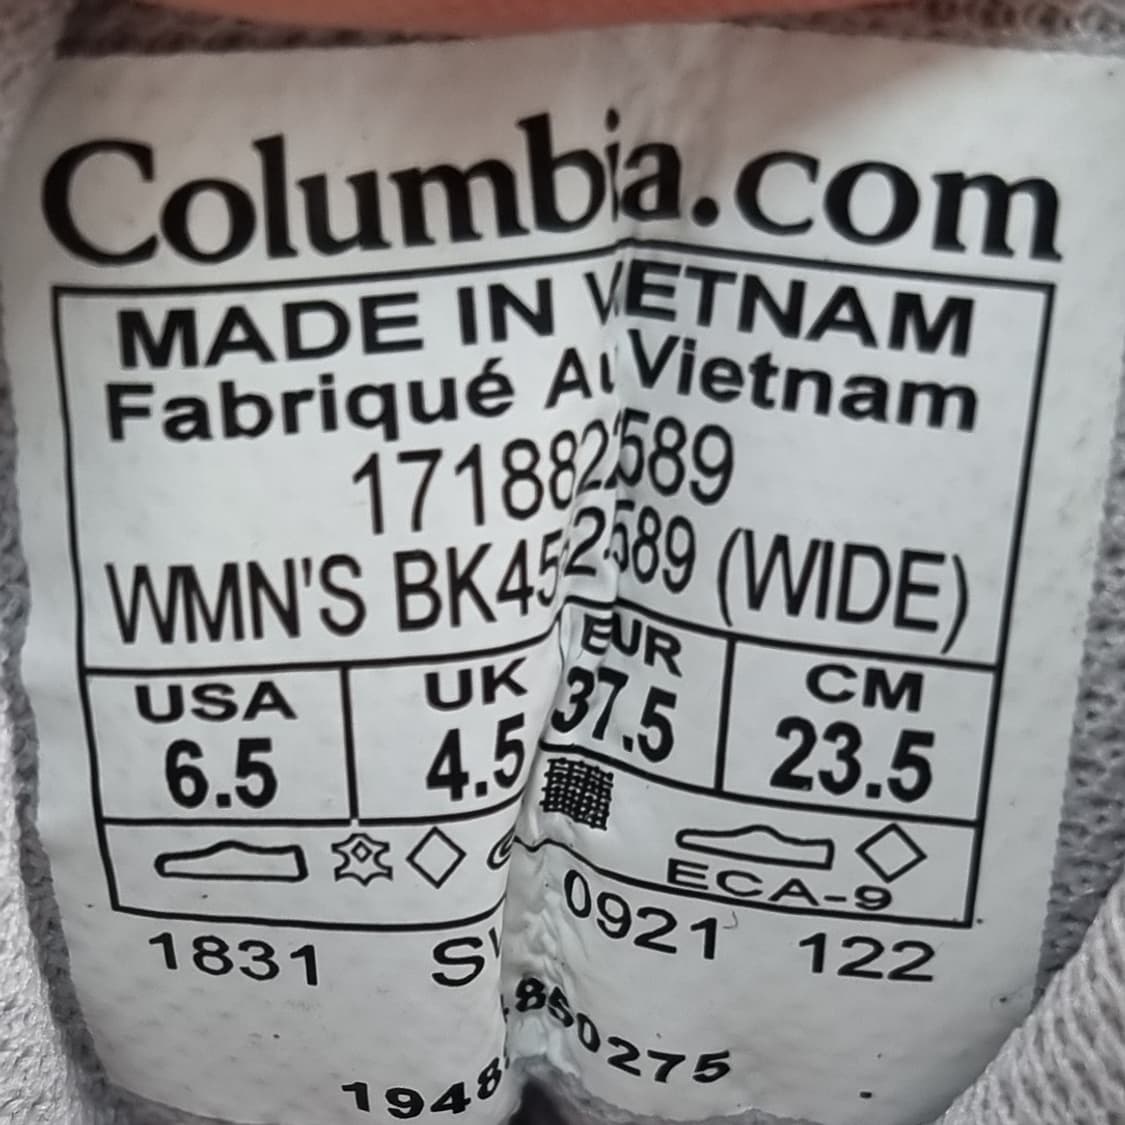 Columbia.com
MADE IN VIETNAM
Fabriqué Au Vietnam
1718822589
WMN'S (WIDE)
USA UK EUR CM
6.5 4.5 37.5 23.5
ECA-9
1831 0921 122